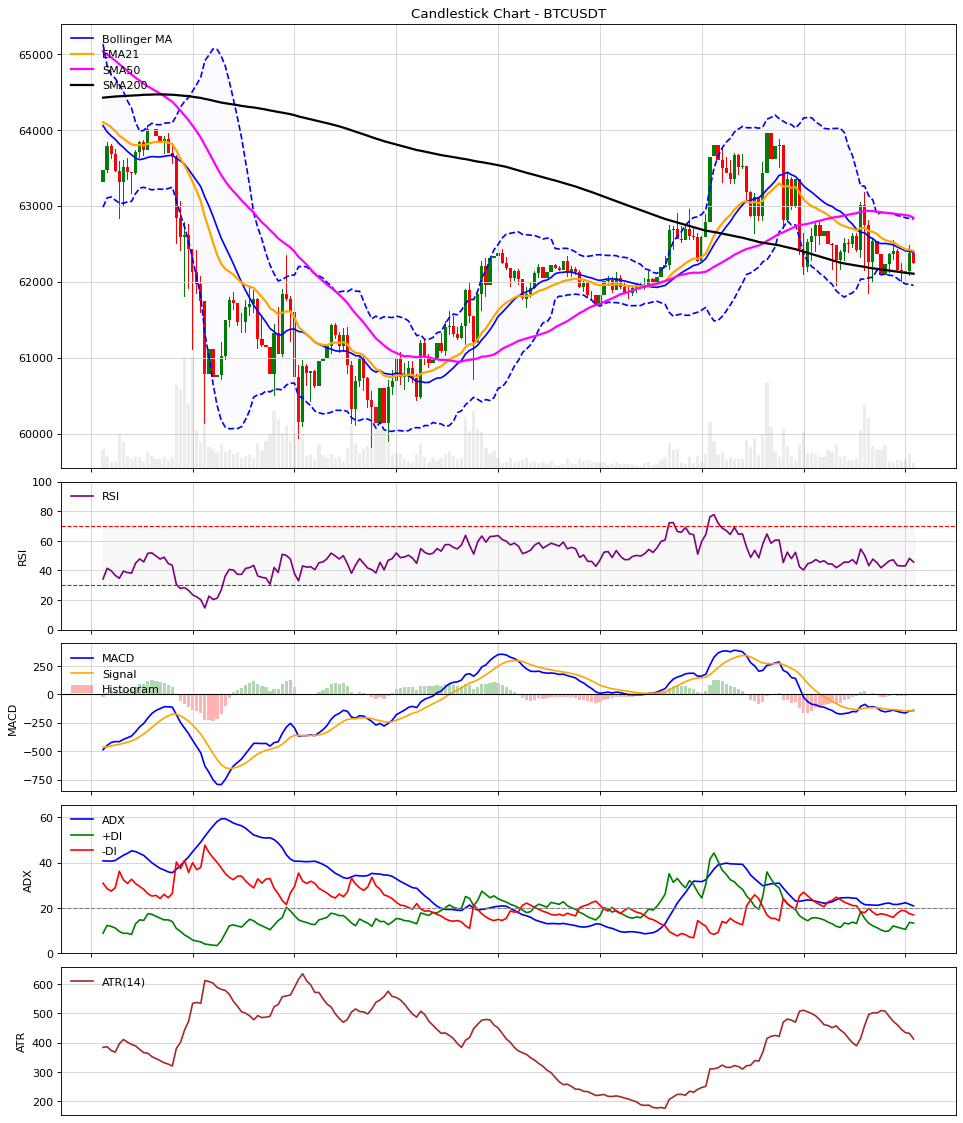 Candlestick Chart - BTCUSDT
Bollinger MA
EMA21
SMA50
SMA200
65000
64000
63000
62000
61000
60000
RSI
100
80
60
40
20
0
RSI
MACD
Signal
Histogram
250
0
−250
−500
−750
MACD
ADX
+DI
-DI
60
40
20
0
ADX
ATR(14)
600
500
400
300
200
ATR